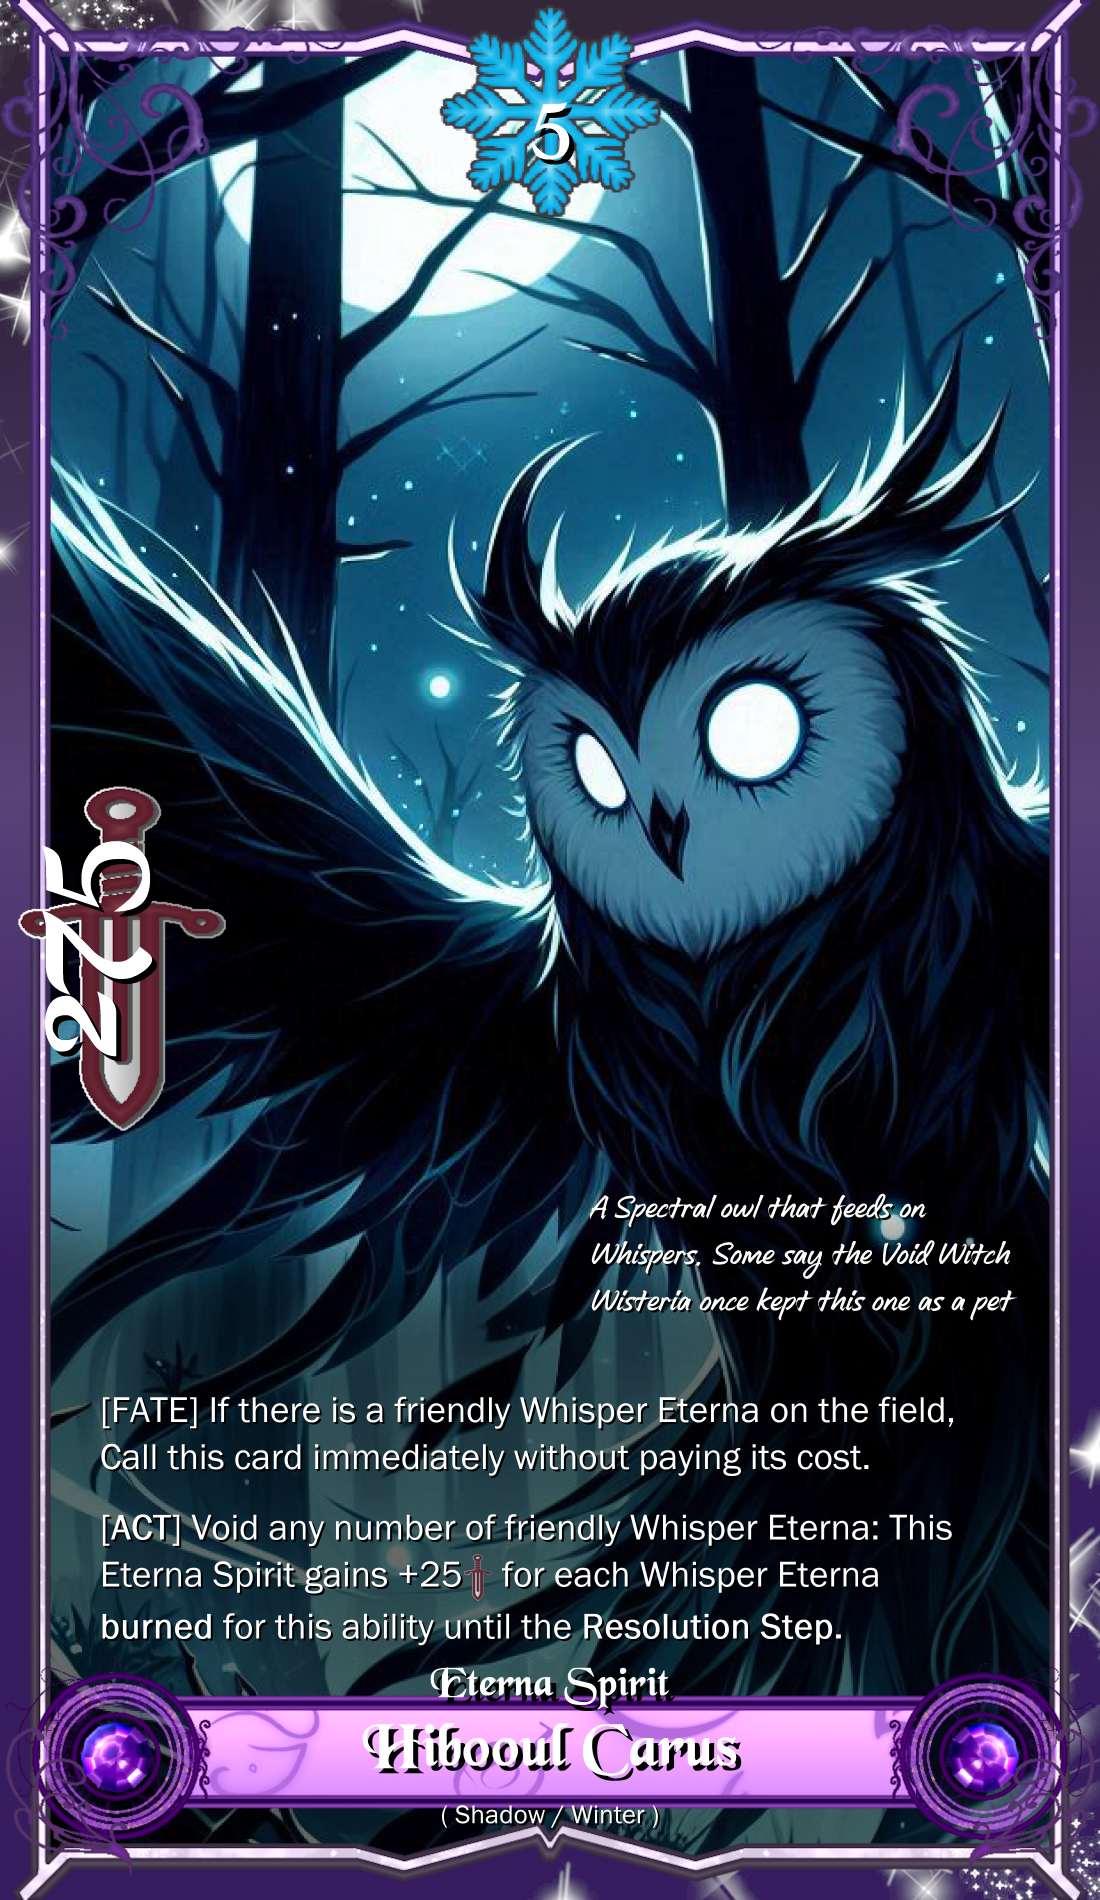 5
275
A Spectral owl that feeds on
Whispers. Some say the Void Witch
Wisteria once kept this one as a pet
[FATE] If there is a friendly Whisper Eterna on the field,
Call this card immediately without paying its cost.
[ACT] Void any number of friendly Whisper Eterna: This
Eterna Spirit gains +25 for each Whisper Eterna
burned for this ability until the Resolution Step.
Eterna Spirit
Hibooul Carus
( Shadow / Winter )